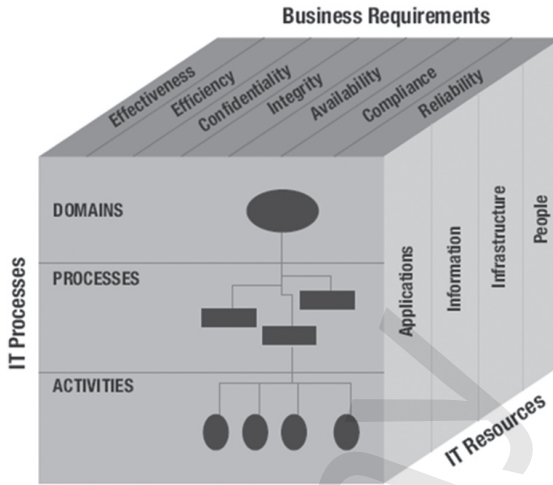 Business Requirements
Effectiveness
Efficiency
Confidentiality
Integrity
Availability
Compliance
Reliability
IT Processes
DOMAINS
PROCESSES
ACTIVITIES
Applications
Information
Infrastructure
People
IT Resources